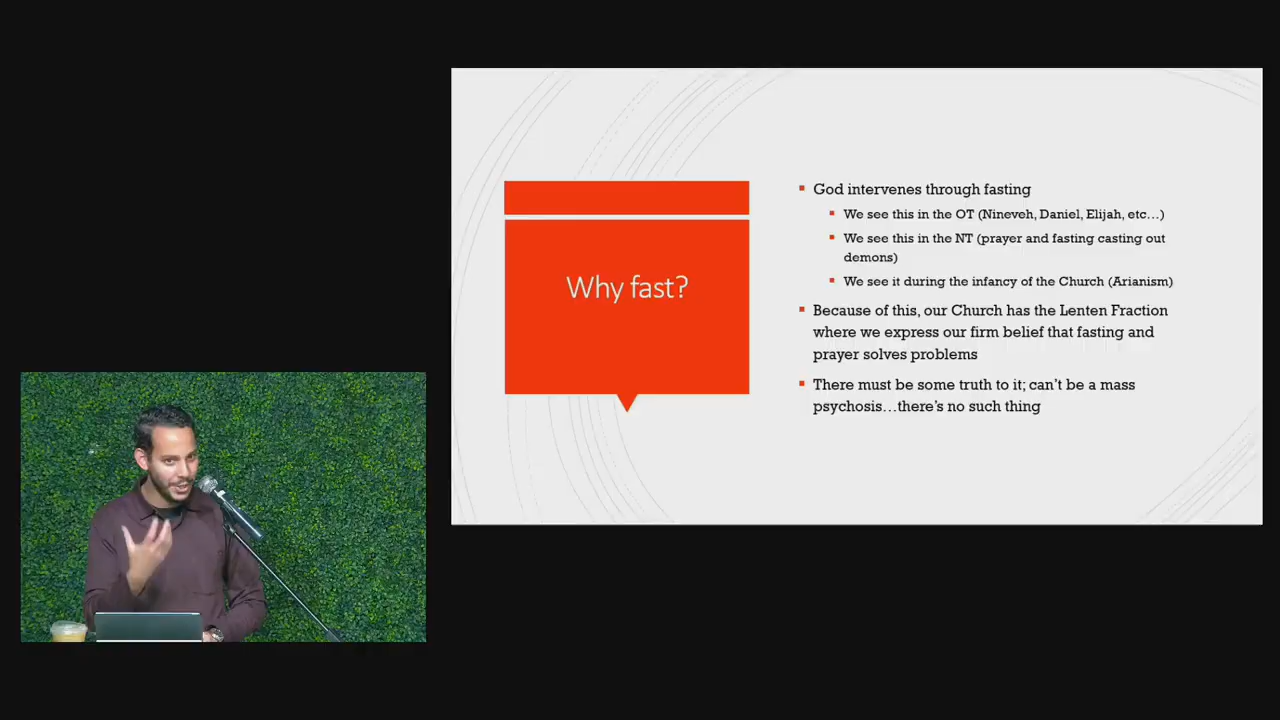 Why fast?
God intervenes through fasting
We see this in the OT (Nineveh, Daniel, Elijah, etc…)
We see this in the NT (prayer and fasting casting out
demons)
We see it during the infancy of the Church (Arianism)
Because of this, our Church has the Lenten Fraction
where we express our firm belief that fasting and
prayer solves problems
There must be some truth to it; can't be a mass
psychosis…there's no such thing